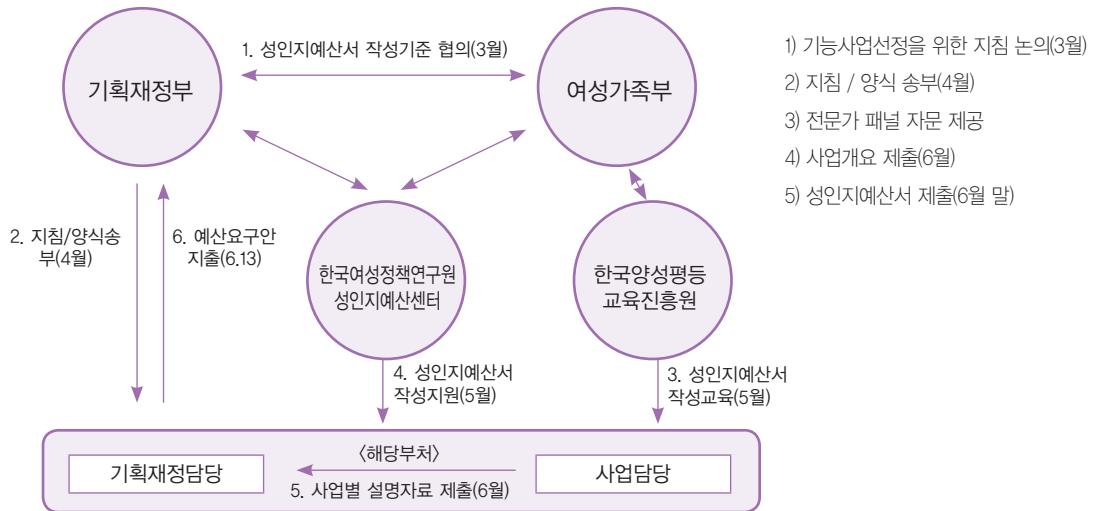 1. 성인지예산서 작성기준 협의(3월)
기획재정부
여성가족부
1) 기능사업선정을 위한 지침 논의(3월)
2) 지침 / 양식 송부(4월)
3) 전문가 패널 자문 제공
4) 사업개요 제출(6월)
5) 성인지예산서 제출(6월 말)
2. 지침/양식송
부(4월)
6. 예산요구안
지출(6.13)
한국여성정책연구원
성인지예산센터
한국양성평등
교육진흥원
4. 성인지예산서
작성지원(5월)
3. 성인지예산서
작성교육(5월)
〈해당부처〉
기획재정담당
사업담당
5. 사업별 설명자료 제출(6월)